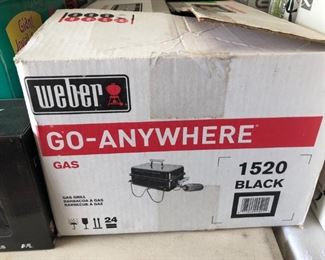 weber
GO-ANYWHERE®
GAS
1520
BLACK
GAS GRILL
BARBACOA A GAS
BARBECUE A GAZ
24